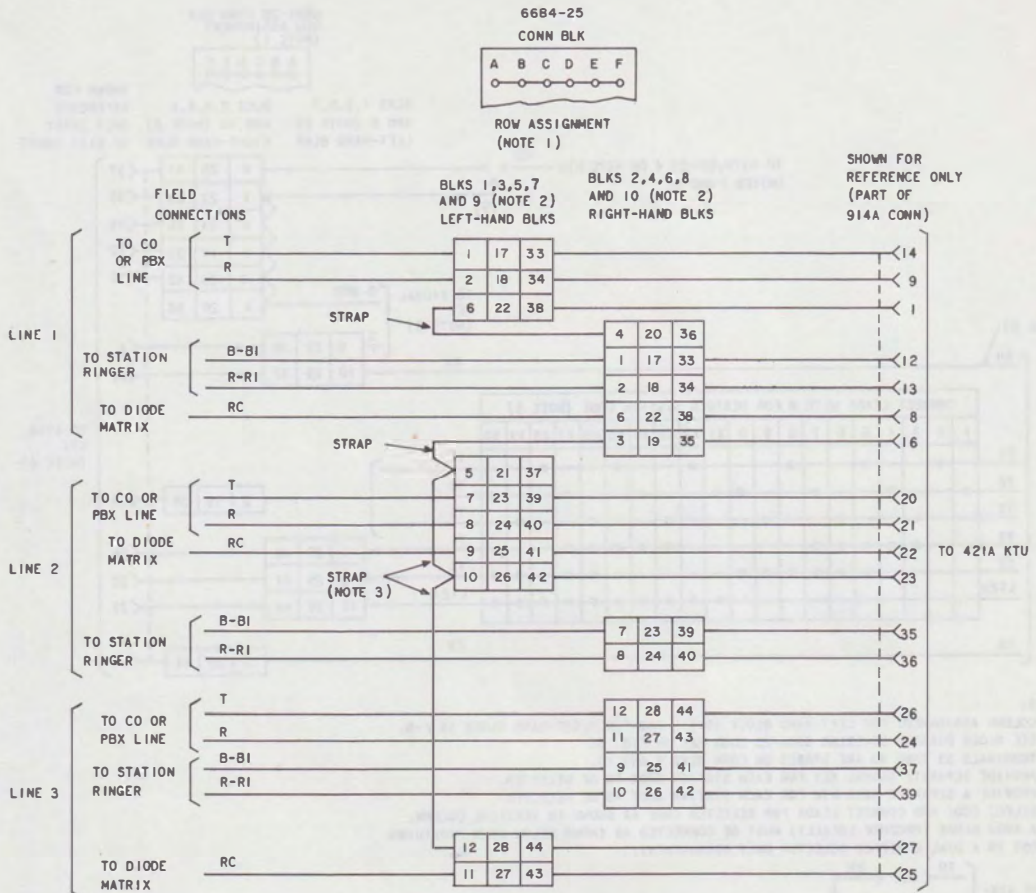 6684-25
CONN BLK
A B C D E F
ROW ASSIGNMENT
(NOTE 1)
SHOWN FOR
REFERENCE ONLY
(PART OF
914A CONN)
FIELD
CONNECTIONS
BLKS 1,3,5,7
AND 9 (NOTE 2)
LEFT-HAND BLKS
BLKS 2,4,6,8
AND 10 (NOTE 2)
RIGHT-HAND BLKS
LINE 1
TO CO
OR PBX
LINE
T
1 17 33
14
R
2 18 34
9
6 22 38
1
STRAP
4 20 36
TO STATION
RINGER
B-B1
1 17 33
12
R-R1
2 18 34
13
TO DIODE
MATRIX
RC
6 22 38
8
3 19 35
16
STRAP
5 21 37
LINE 2
TO CO OR
PBX LINE
T
7 23 39
20
R
8 24 40
21
TO DIODE
MATRIX
RC
9 25 41
22
TO 421A KTU
STRAP
(NOTE 3)
10 26 42
23
TO STATION
RINGER
B-B1
7 23 39
35
R-R1
8 24 40
36
LINE 3
TO CO OR
PBX LINE
T
12 28 44
26
R
11 27 43
24
TO STATION
RINGER
B-B1
9 25 41
37
R-R1
10 26 42
39
12 28 44
27
TO DIODE
MATRIX
RC
11 27 43
25